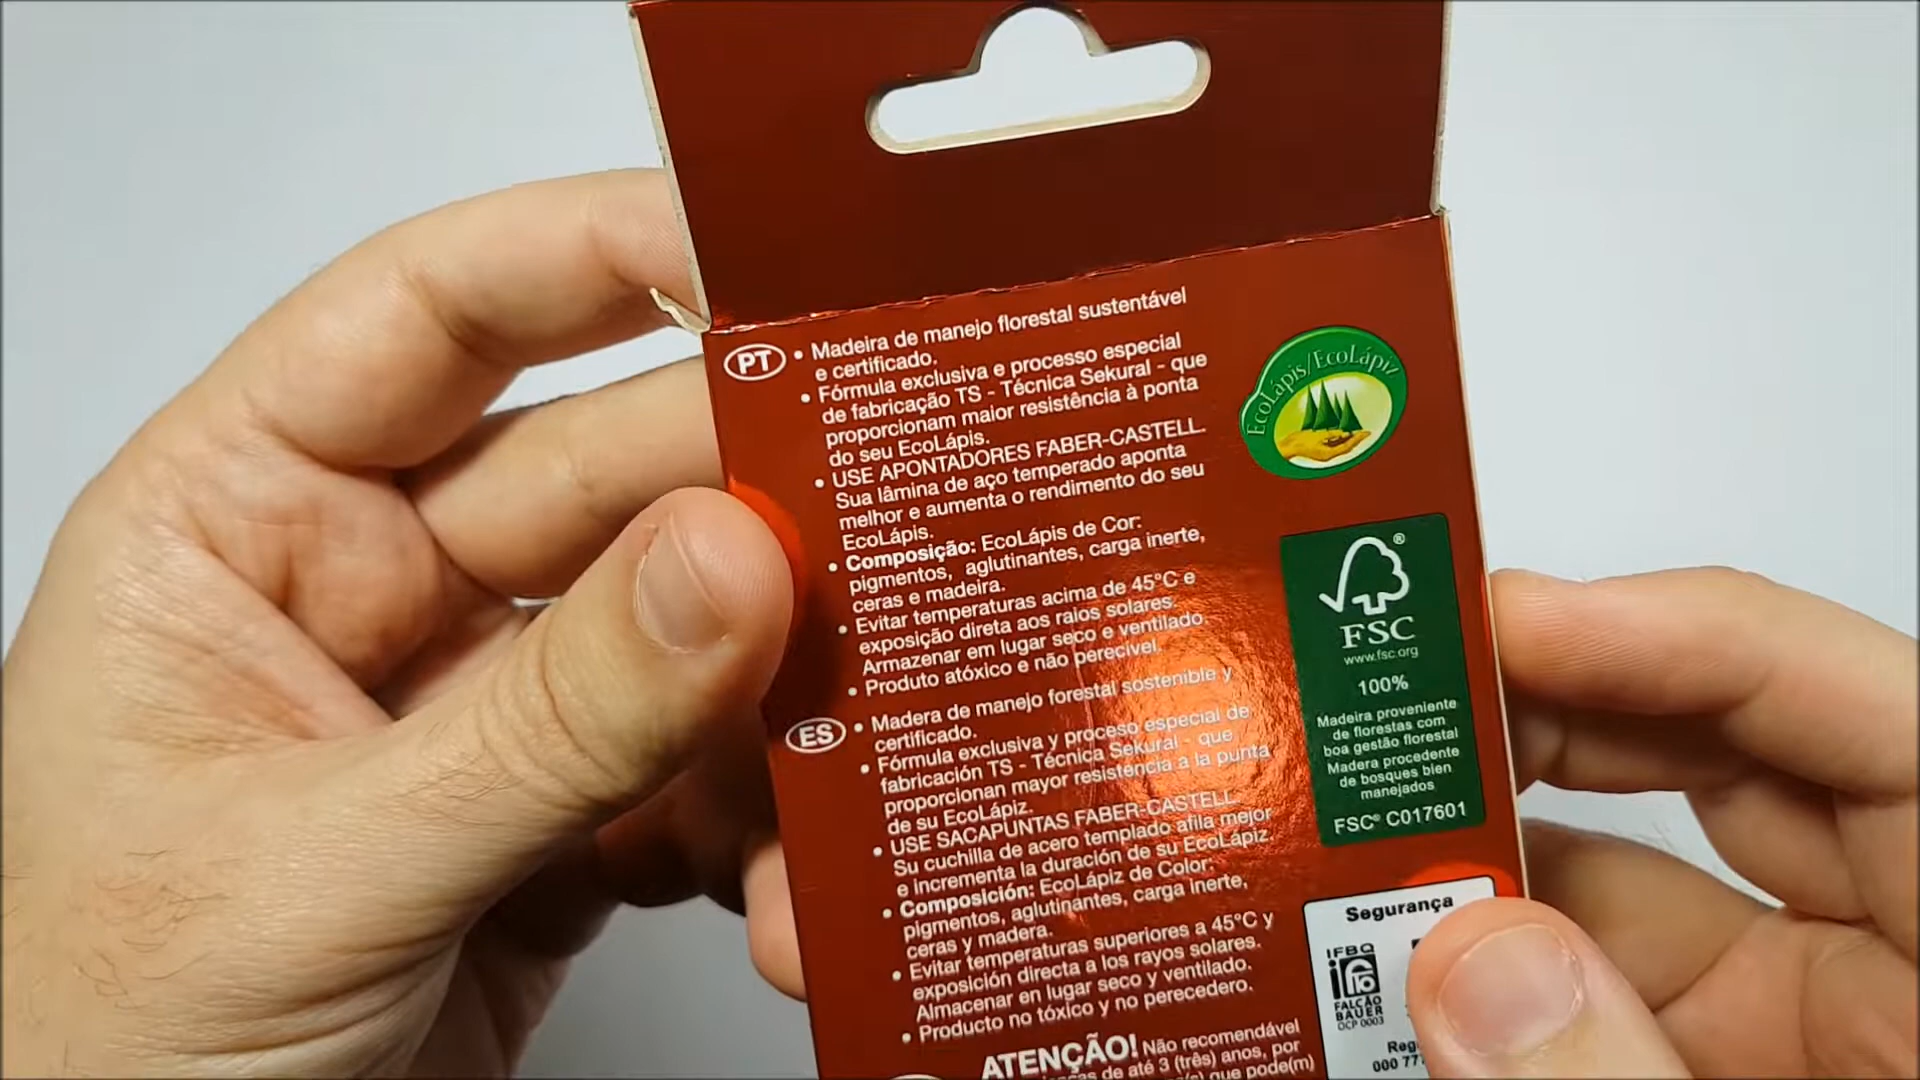 PT
• Madeira de manejo florestal sustentável
e certificado.
• Fórmula exclusiva e processo especial
de fabricação TS - Técnica Sekural - que
proporcionam maior resistência à ponta
do seu EcoLápis.
• USE APONTADORES FABER-CASTELL.
Sua lâmina de aço temperado aponta
melhor e aumenta o rendimento do seu
EcoLápis.
• Composição: EcoLápis de Cor:
pigmentos, aglutinantes, carga inerte,
ceras e madeira.
• Evitar temperaturas acima de 45°C e
exposição direta aos raios solares.
Armazenar em lugar seco e ventilado.
• Produto atóxico e não perecível.
ES
• Madera de manejo forestal sostenible y
certificado.
• Fórmula exclusiva y proceso especial de
fabricación TS - Técnica Sekural - que
proporcionan mayor resistencia a la punta
de su EcoLápiz.
• USE SACAPUNTAS FABER-CASTELL.
Su cuchilla de acero templado afila mejor
e incrementa la duración de su EcoLápiz.
• Composición: EcoLápiz de Color:
pigmentos, aglutinantes, carga inerte,
ceras y madera.
• Evitar temperaturas superiores a 45°C y
exposición directa a los rayos solares.
Almacenar en lugar seco y ventilado.
• Producto no tóxico y no perecedero.
ATENÇÃO! Não recomendável
de até 3 (três) anos, por
que pode(m)
EcoLápis/EcoLápiz
®
FSC
www.fsc.org
100%
Madeira proveniente
de florestas com
boa gestão florestal
Madera procedente
de bosques bien
manejados
FSC® C017601
Segurança
IFBQ
FALCÃO
BAUER
OCP 0003
Reg
000 77